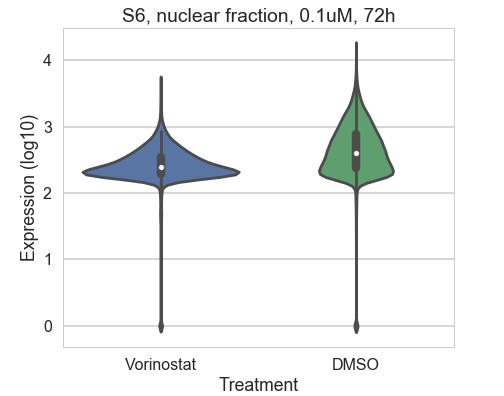 S6, nuclear fraction, 0.1uM, 72h
Expression (log10)
4
3
2
1
0
Vorinostat
DMSO
Treatment